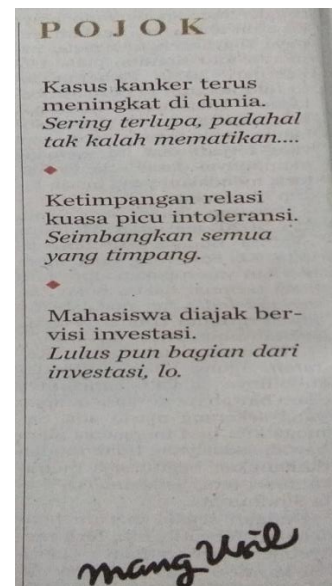 POJOK
Kasus kanker terus
meningkat di dunia.
Sering terlupa, padahal
tak kalah mematikan....
Ketimpangan relasi
kuasa picu intoleransi.
Seimbangkan semua
yang timpang.
Mahasiswa diajak ber-
visi investasi.
Lulus pun bagian dari
investasi, lo.
mang Usil